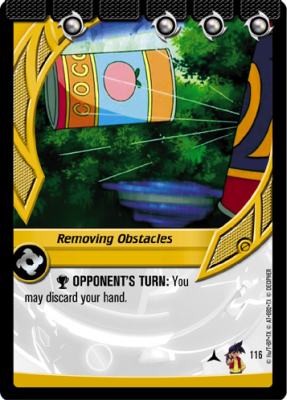 COCO
Removing Obstacles
OPPONENT'S TURN: You
may discard your hand.
116